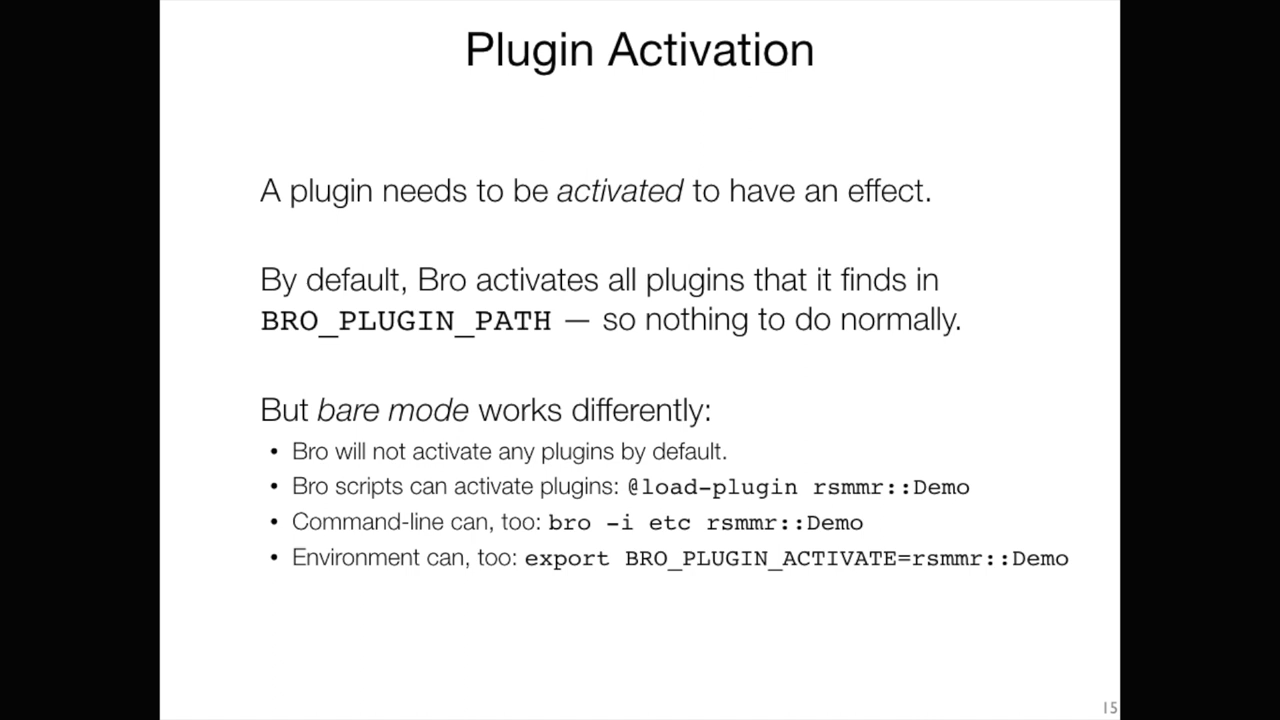 Plugin Activation
A plugin needs to be activated to have an effect.
By default, Bro activates all plugins that it finds in
BRO_PLUGIN_PATH — so nothing to do normally.
But bare mode works differently:
• Bro will not activate any plugins by default.
• Bro scripts can activate plugins: @load-plugin rsmmr::Demo
• Command-line can, too: bro -i etc rsmmr::Demo
• Environment can, too: export BRO_PLUGIN_ACTIVATE=rsmmr::Demo
15